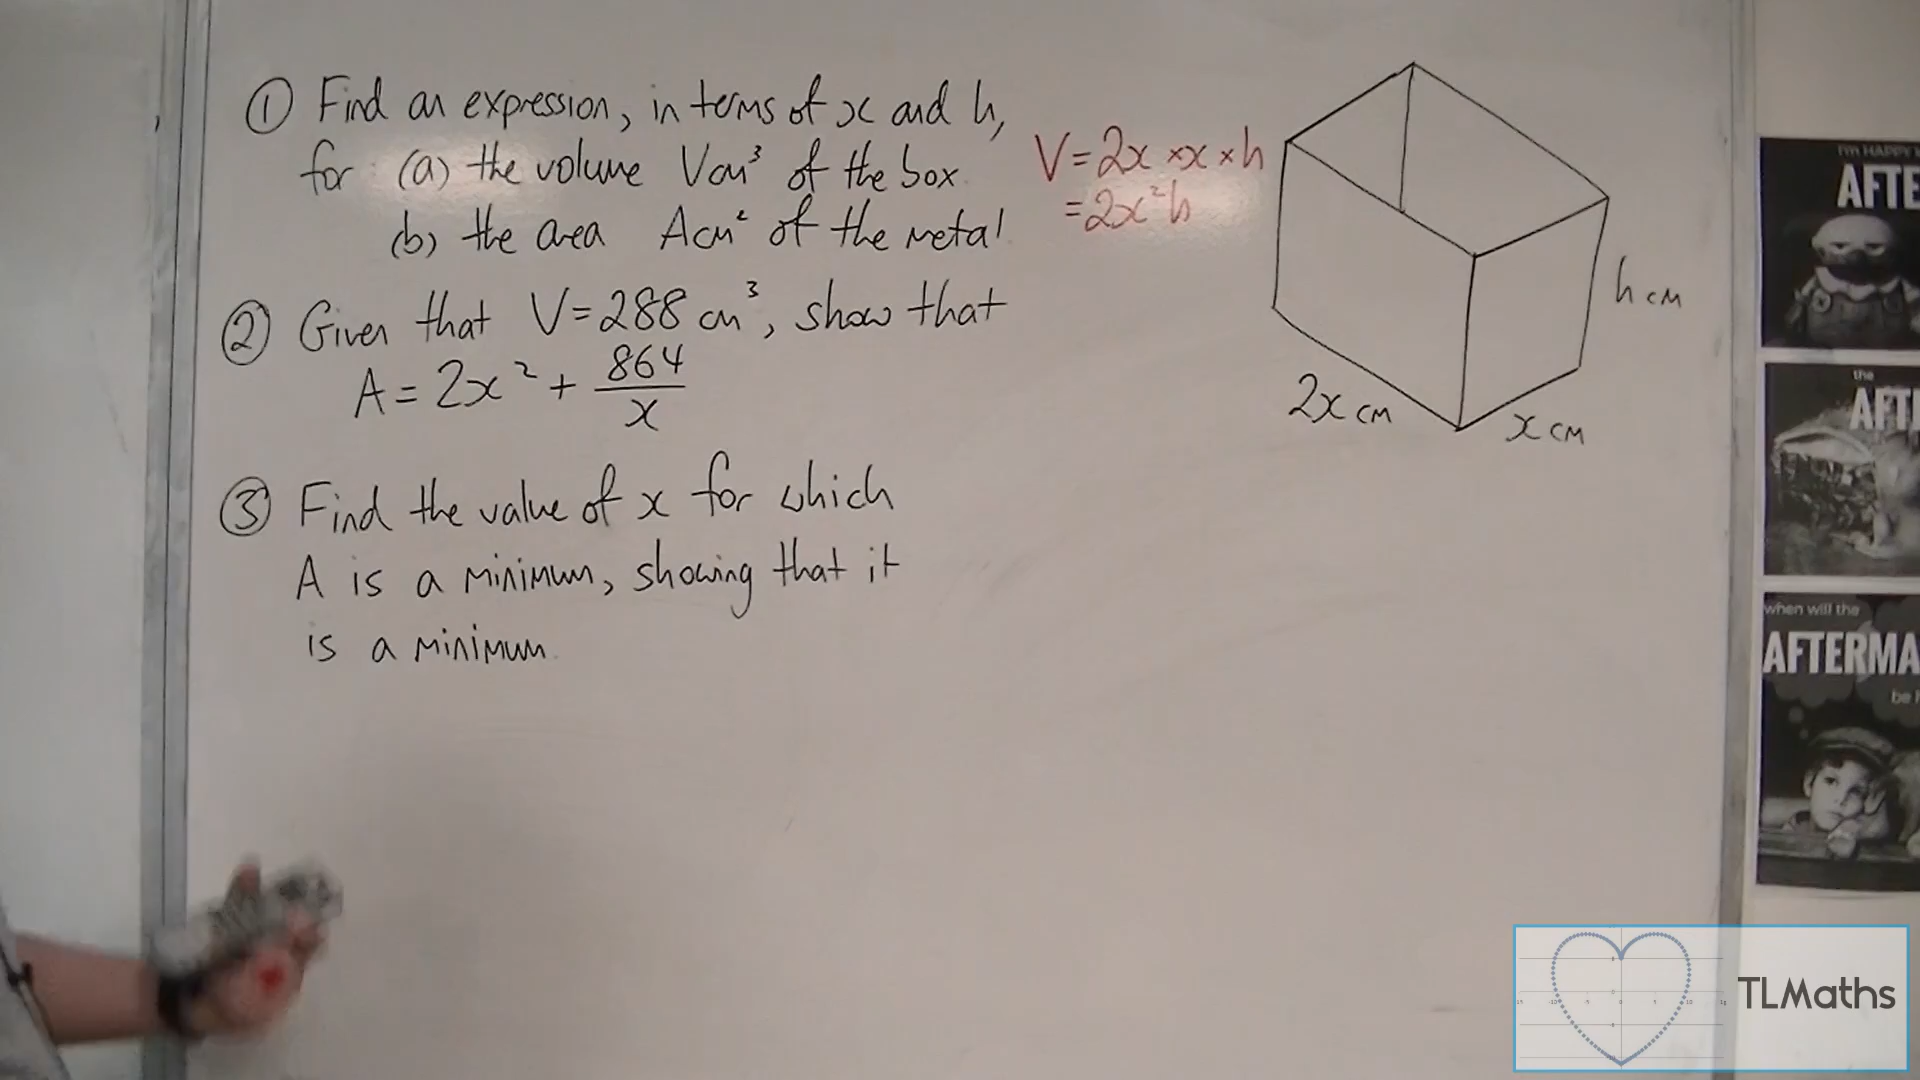 ① Find an expression, in terms of x and h,
for (a) the volume Vcm³ of the box
(b) the area Acm² of the metal
② Given that V=288 cm³, show that
A = 2x² + 864/x
③ Find the value of x for which
A is a minimum, showing that it
is a minimum.
V = 2x × x × h
= 2x²h
h cm
2x cm
x cm
I'M HAPPY
AFTE
the
AFT
when will the
AFTERMA
be
TLMaths